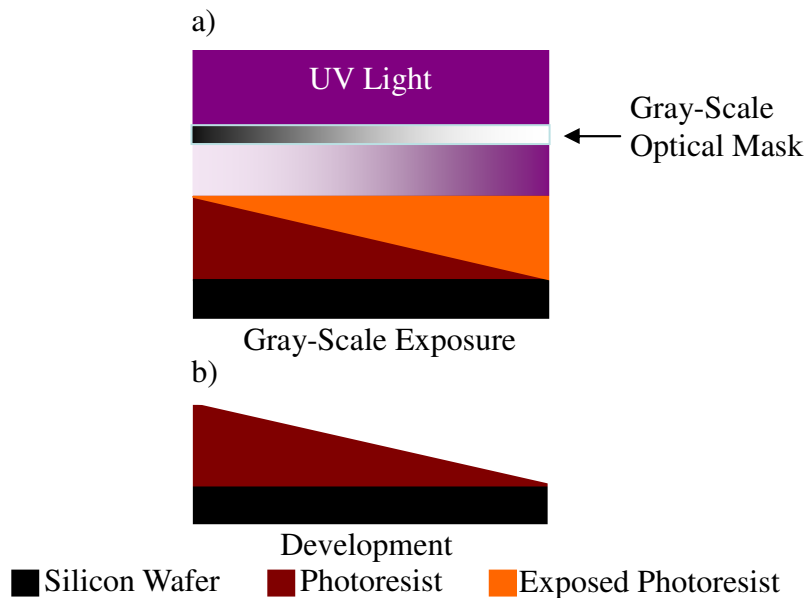 a)
UV Light
Gray-Scale
Optical Mask
Gray-Scale Exposure
b)
Development
Silicon Wafer Photoresist Exposed Photoresist